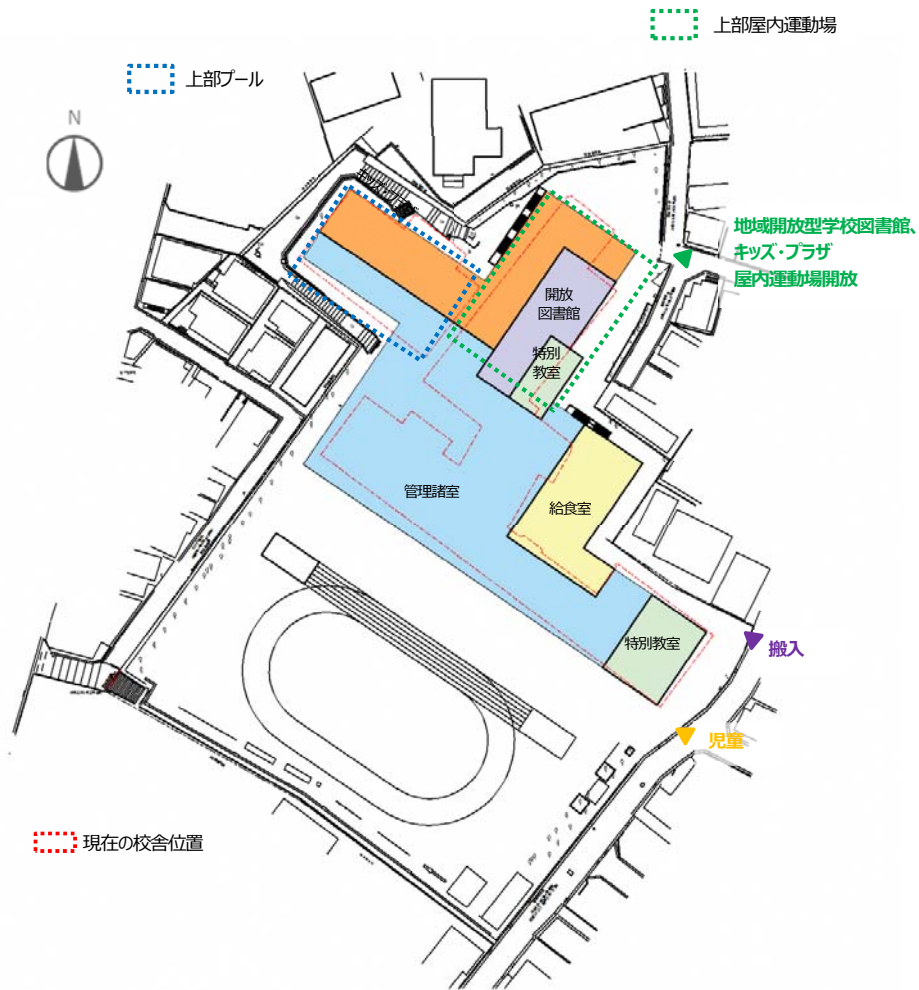 上部屋内運動場
上部プール
N
地域開放型学校図書館、
キッズ・プラザ
屋内運動場開放
開放
図書館
特別
教室
管理諸室
給食室
特別教室
搬入
児童
現在の校舎位置